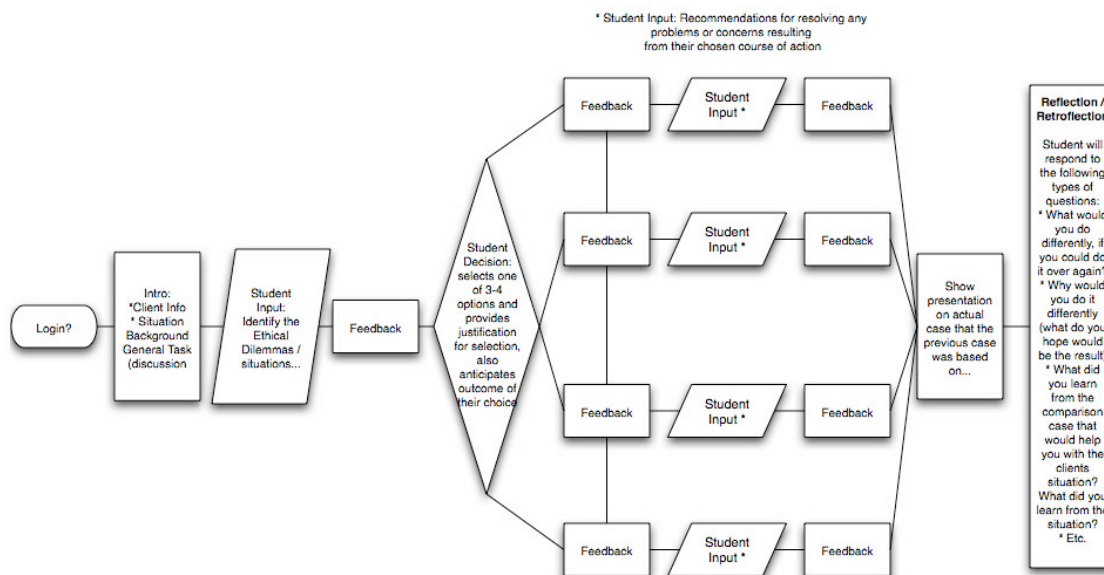 * Student Input: Recommendations for resolving any
problems or concerns resulting
from their chosen course of action
Login?
Intro:
*Client Info
* Situation
Background
General Task
(discussion
Student
Input:
Identify the
Ethical
Dilemmas /
situations...
Feedback
Student
Decision:
selects one
of 3-4
options and
provides
justification
for selection,
also
anticipates
outcome of
their choice
Feedback
Student
Input *
Feedback
Feedback
Student
Input *
Feedback
Feedback
Student
Input *
Feedback
Feedback
Student
Input *
Feedback
Show
presentation
on actual
case that the
previous case
was based
on...
Reflection /
Retroflection
Student will
respond to
the following
types of
questions:
* What would
you do
differently, if
you could do
it over again?
* Why would
you do it
differently
(what do you
hope would
be the result)
* What did
you learn
from the
comparison
case that
would help
you with the
clients
situation?
What did you
learn from the
situation?
* Etc.